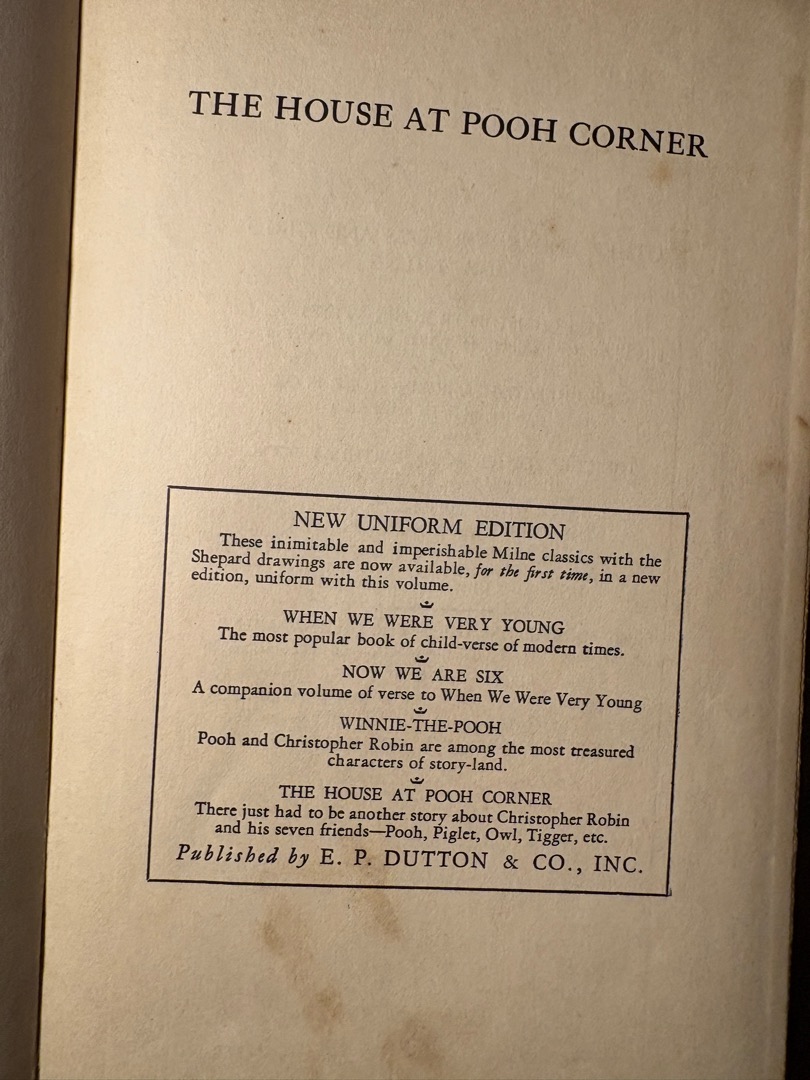 THE HOUSE AT POOH CORNER
NEW UNIFORM EDITION
These inimitable and imperishable Milne classics with the
Shepard drawings are now available, for the first time, in a new
edition, uniform with this volume.
WHEN WE WERE VERY YOUNG
The most popular book of child-verse of modern times.
NOW WE ARE SIX
A companion volume of verse to When We Were Very Young
WINNIE-THE-POOH
Pooh and Christopher Robin are among the most treasured
characters of story-land.
THE HOUSE AT POOH CORNER
There just had to be another story about Christopher Robin
and his seven friends—Pooh, Piglet, Owl, Tigger, etc.
Published by E. P. DUTTON & CO., INC.